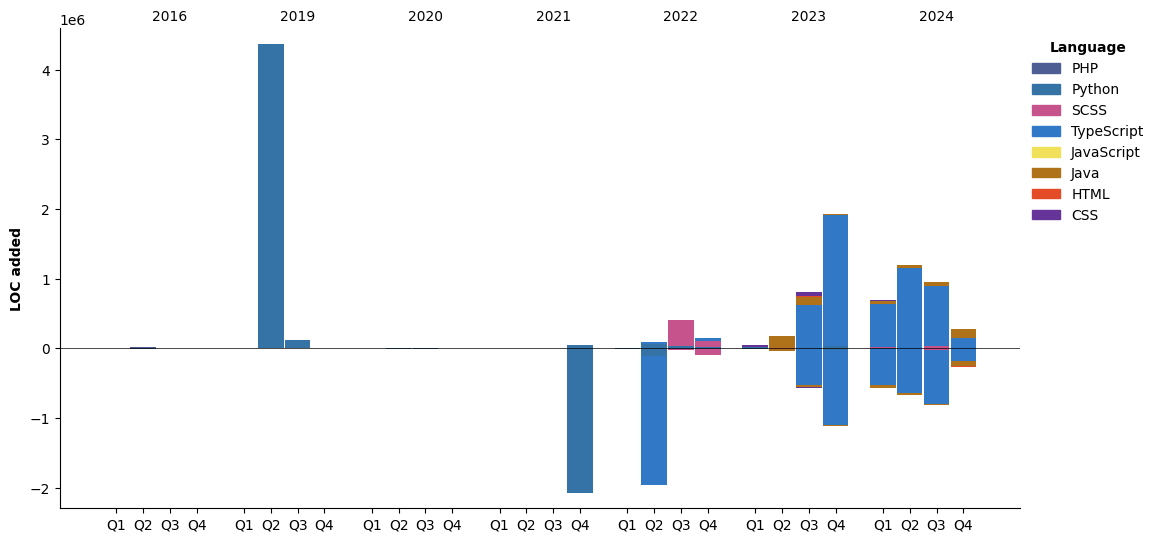 1e6
2016 2019 2020 2021 2022 2023 2024
LOC added
4
3
2
1
0
−1
−2
Q1 Q2 Q3 Q4 Q1 Q2 Q3 Q4 Q1 Q2 Q3 Q4 Q1 Q2 Q3 Q4 Q1 Q2 Q3 Q4 Q1 Q2 Q3 Q4 Q1 Q2 Q3 Q4
Language
PHP
Python
SCSS
TypeScript
JavaScript
Java
HTML
CSS